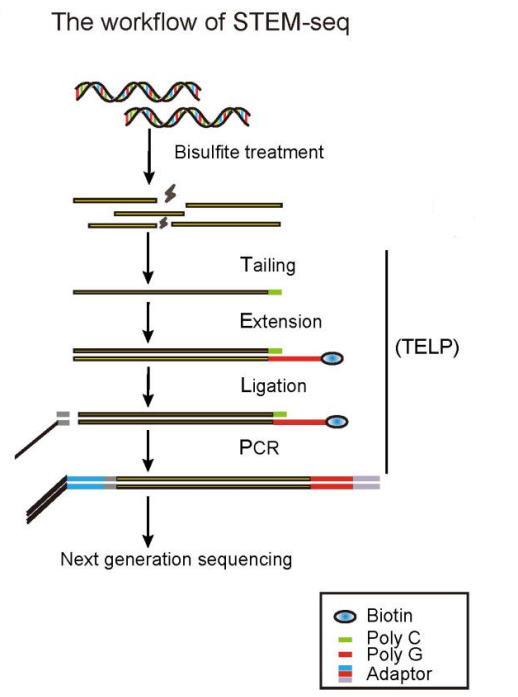 The workflow of STEM-seq
Bisulfite treatment
Tailing
Extension
(TELP)
Ligation
PCR
Next generation sequencing
Biotin
Poly C
Poly G
Adaptor